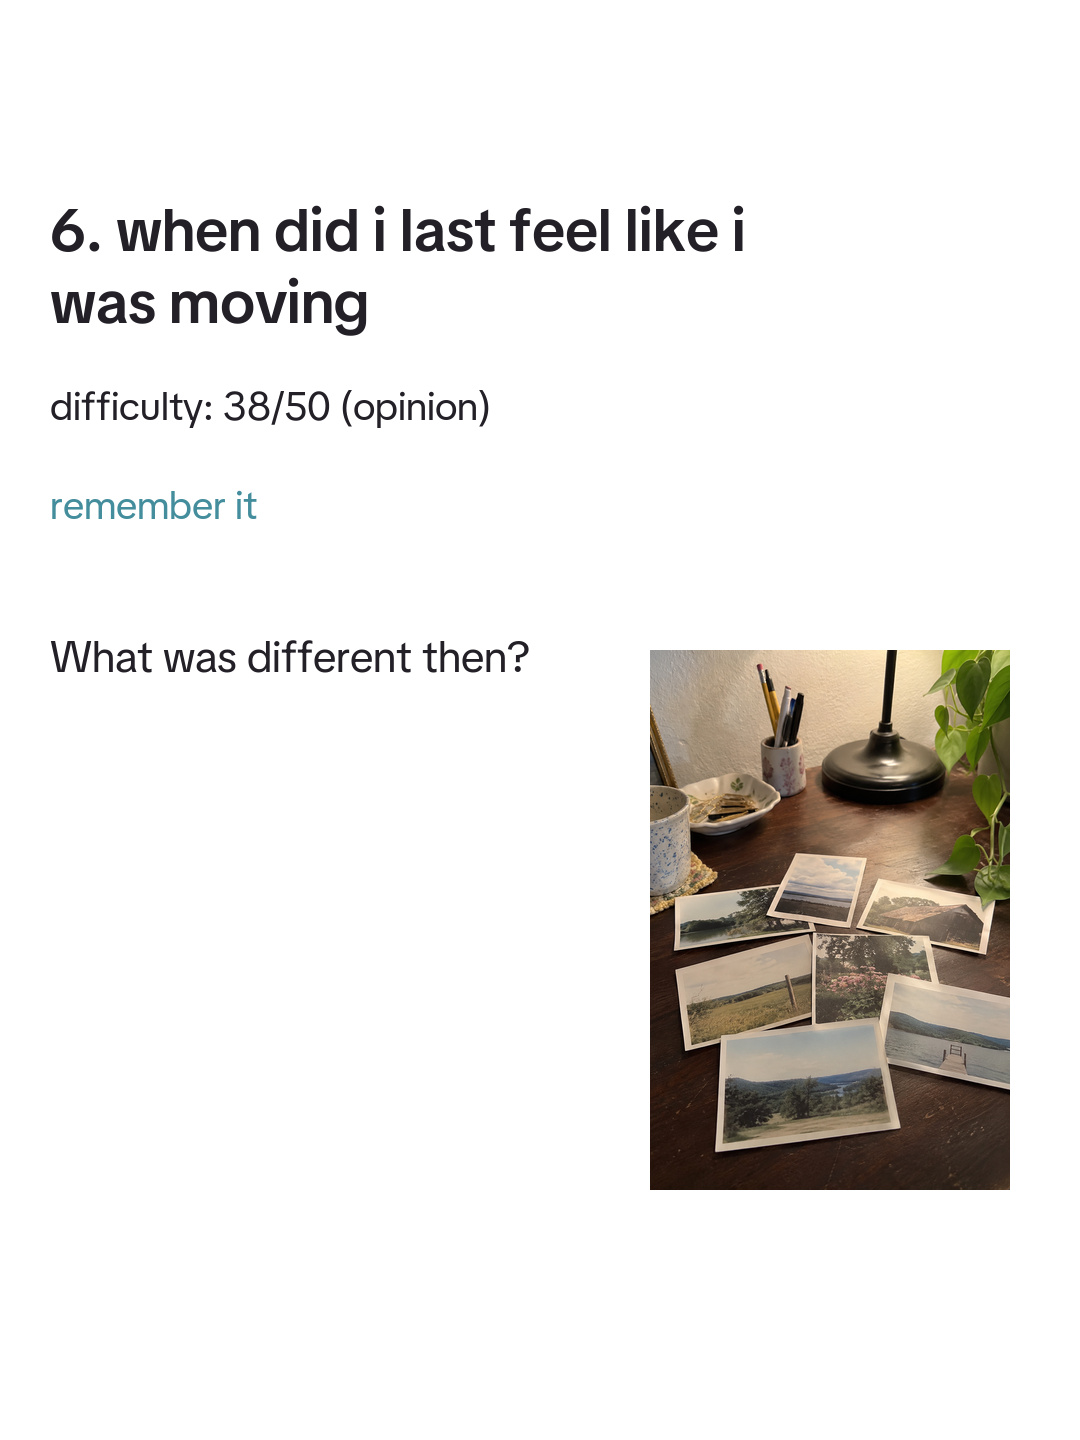 6. when did i last feel like i
was moving
difficulty: 38/50 (opinion)
remember it
What was different then?